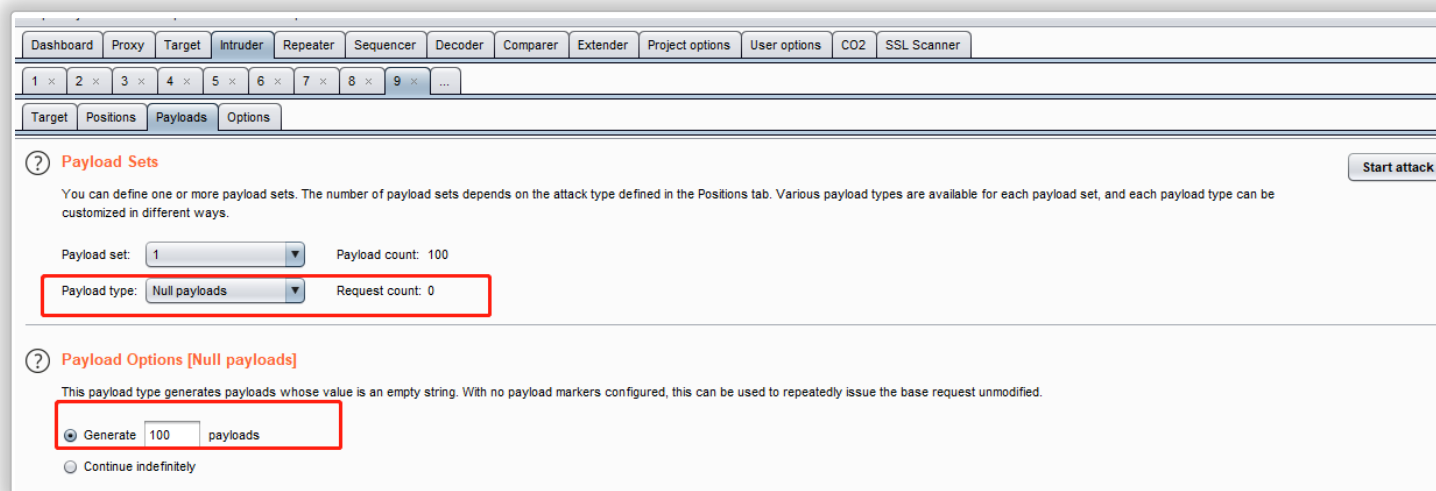 Dashboard Proxy Target Intruder Repeater Sequencer Decoder Comparer Extender Project options User options CO2 SSL Scanner
1 × 2 × 3 × 4 × 5 × 6 × 7 × 8 × 9 × ...
Target Positions Payloads Options
? Payload Sets
Start attack
You can define one or more payload sets. The number of payload sets depends on the attack type defined in the Positions tab. Various payload types are available for each payload set, and each payload type can be
customized in different ways.
Payload set: 1 Payload count: 100
Payload type: Null payloads Request count: 0
? Payload Options [Null payloads]
This payload type generates payloads whose value is an empty string. With no payload markers configured, this can be used to repeatedly issue the base request unmodified.
Generate 100 payloads
Continue indefinitely